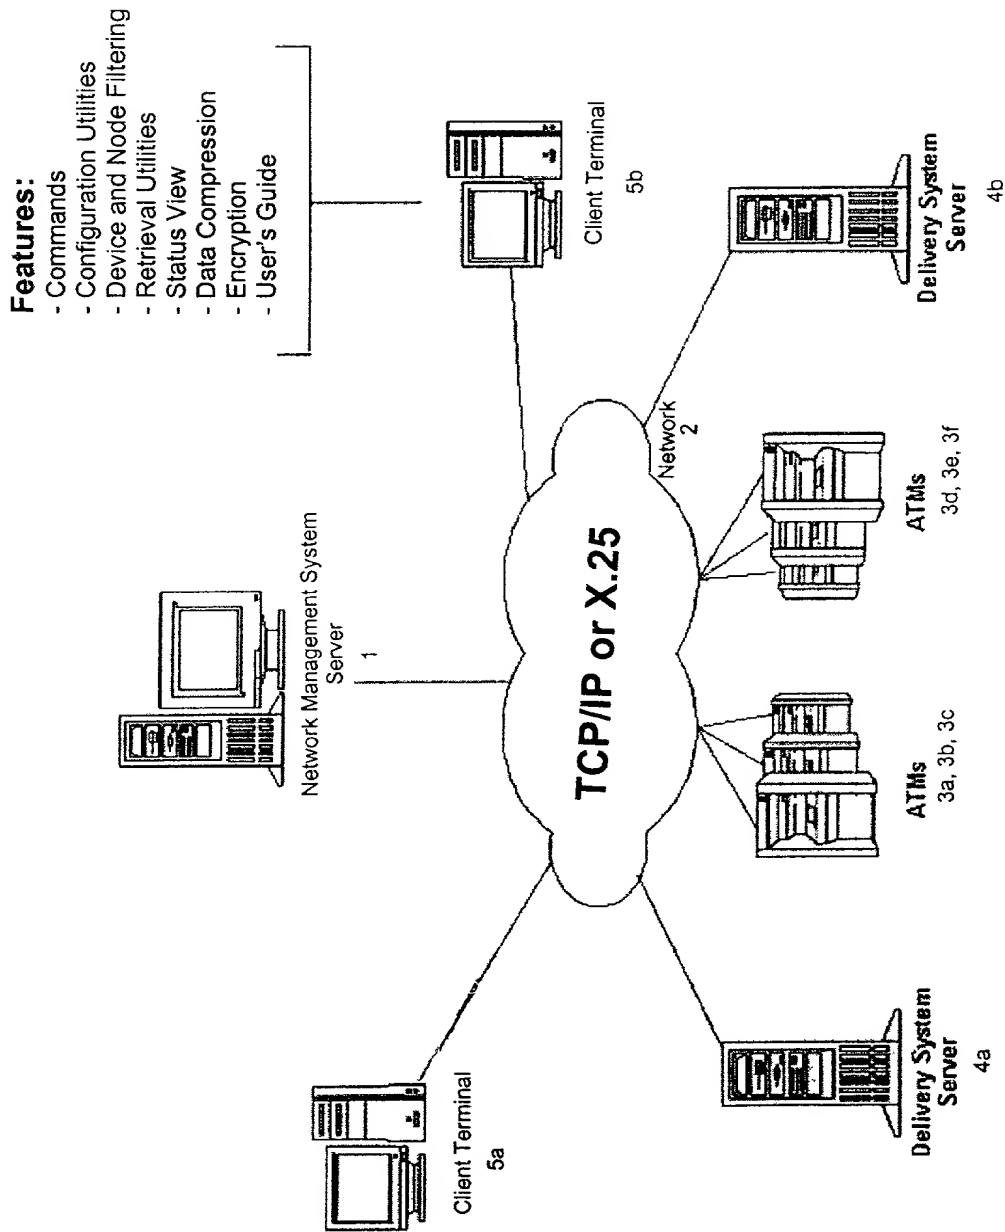 Features:
- Commands
- Configuration Utilities
- Device and Node Filtering
- Retrieval Utilities
- Status View
- Data Compression
- Encryption
- User's Guide
Network Management System
Server
1
Client Terminal
5a
Client Terminal
5b
TCP/IP or X.25
Network
2
Delivery System
Server
4a
ATMs
3a, 3b, 3c
ATMs
3d, 3e, 3f
Delivery System
Server
4b